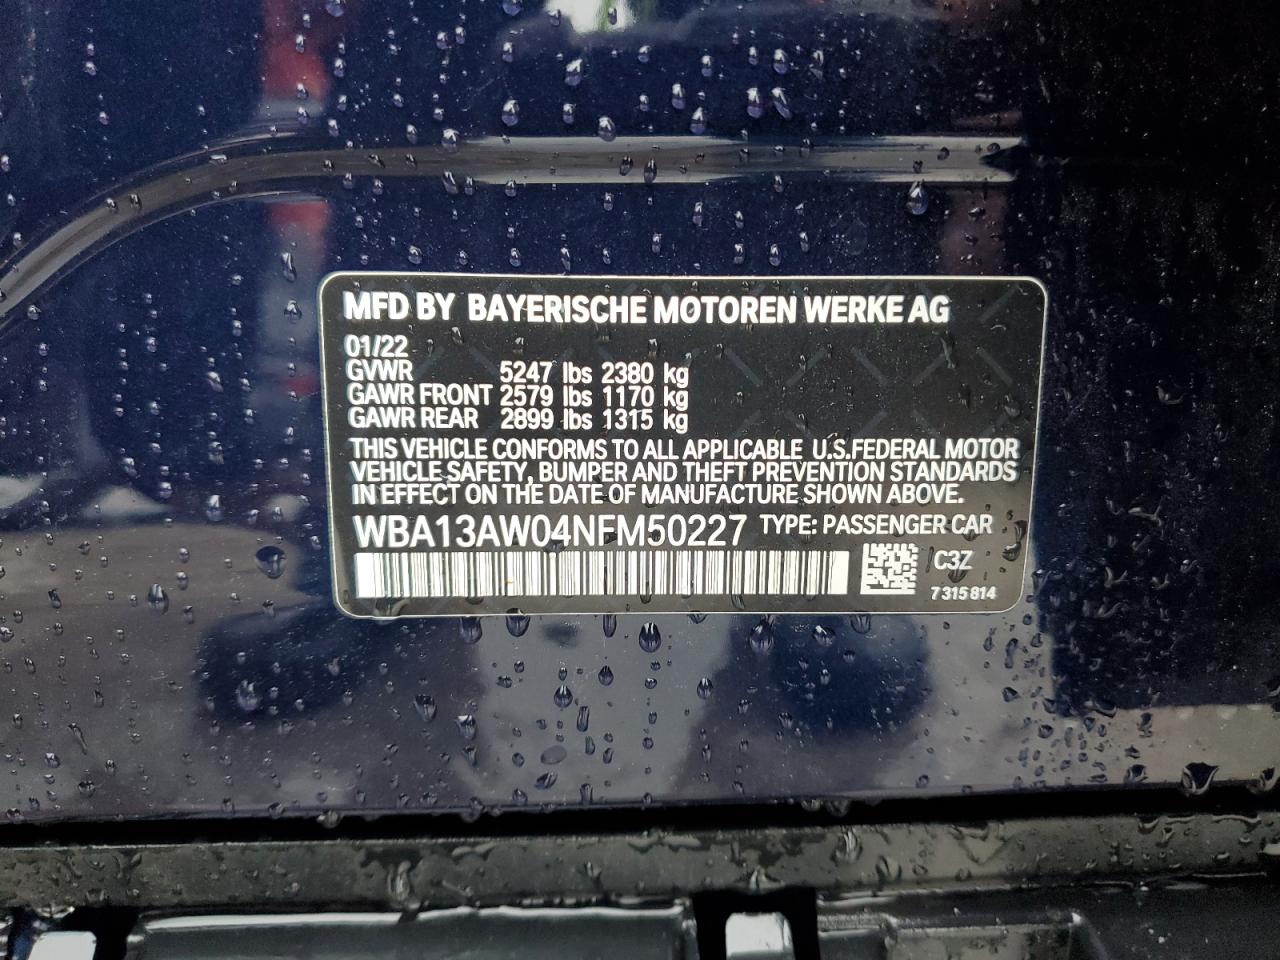 MFD BY BAYERISCHE MOTOREN WERKE AG
01/22
GVWR 5247 lbs 2380 kg
GAWR FRONT 2579 lbs 1170 kg
GAWR REAR 2899 lbs 1315 kg
THIS VEHICLE CONFORMS TO ALL APPLICABLE U.S.FEDERAL MOTOR
VEHICLE SAFETY, BUMPER AND THEFT PREVENTION STANDARDS
IN EFFECT ON THE DATE OF MANUFACTURE SHOWN ABOVE.
WBA13AW04NFM50227 TYPE: PASSENGER CAR
C3Z
7 315 814